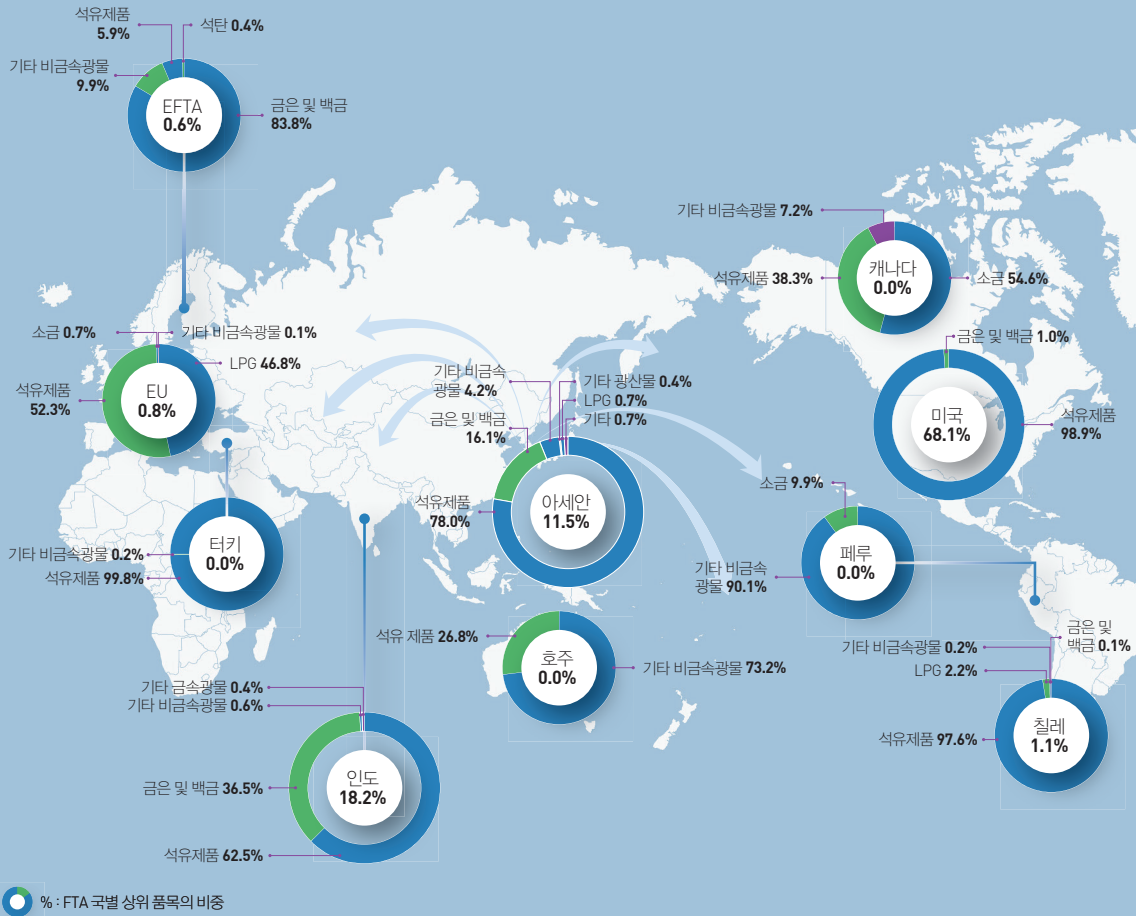 석유제품
5.9%
석탄 0.4%
기타 비금속광물
9.9%
EFTA
0.6%
금은 및 백금
83.8%
기타 비금속광물 7.2%
석유제품 38.3%
캐나다
0.0%
소금 54.6%
소금 0.7%
기타 비금속광물 0.1%
LPG 46.8%
석유제품
52.3%
EU
0.8%
금은 및 백금 1.0%
미국
68.1%
석유제품
98.9%
기타 비금속
광물 4.2%
기타 광산물 0.4%
LPG 0.7%
기타 0.7%
금은 및 백금
16.1%
석유제품
78.0%
아세안
11.5%
소금 9.9%
페루
0.0%
기타 비금속
광물 90.1%
터키
0.0%
기타 비금속광물 0.2%
석유제품 99.8%
석유 제품 26.8%
호주
0.0%
기타 비금속광물 73.2%
금은 및
백금 0.1%
기타 비금속광물 0.2%
LPG 2.2%
석유제품 97.6%
칠레
1.1%
기타 금속광물 0.4%
기타 비금속광물 0.6%
금은 및 백금 36.5%
인도
18.2%
석유제품 62.5%
% : FTA 국별 상위 품목의 비중